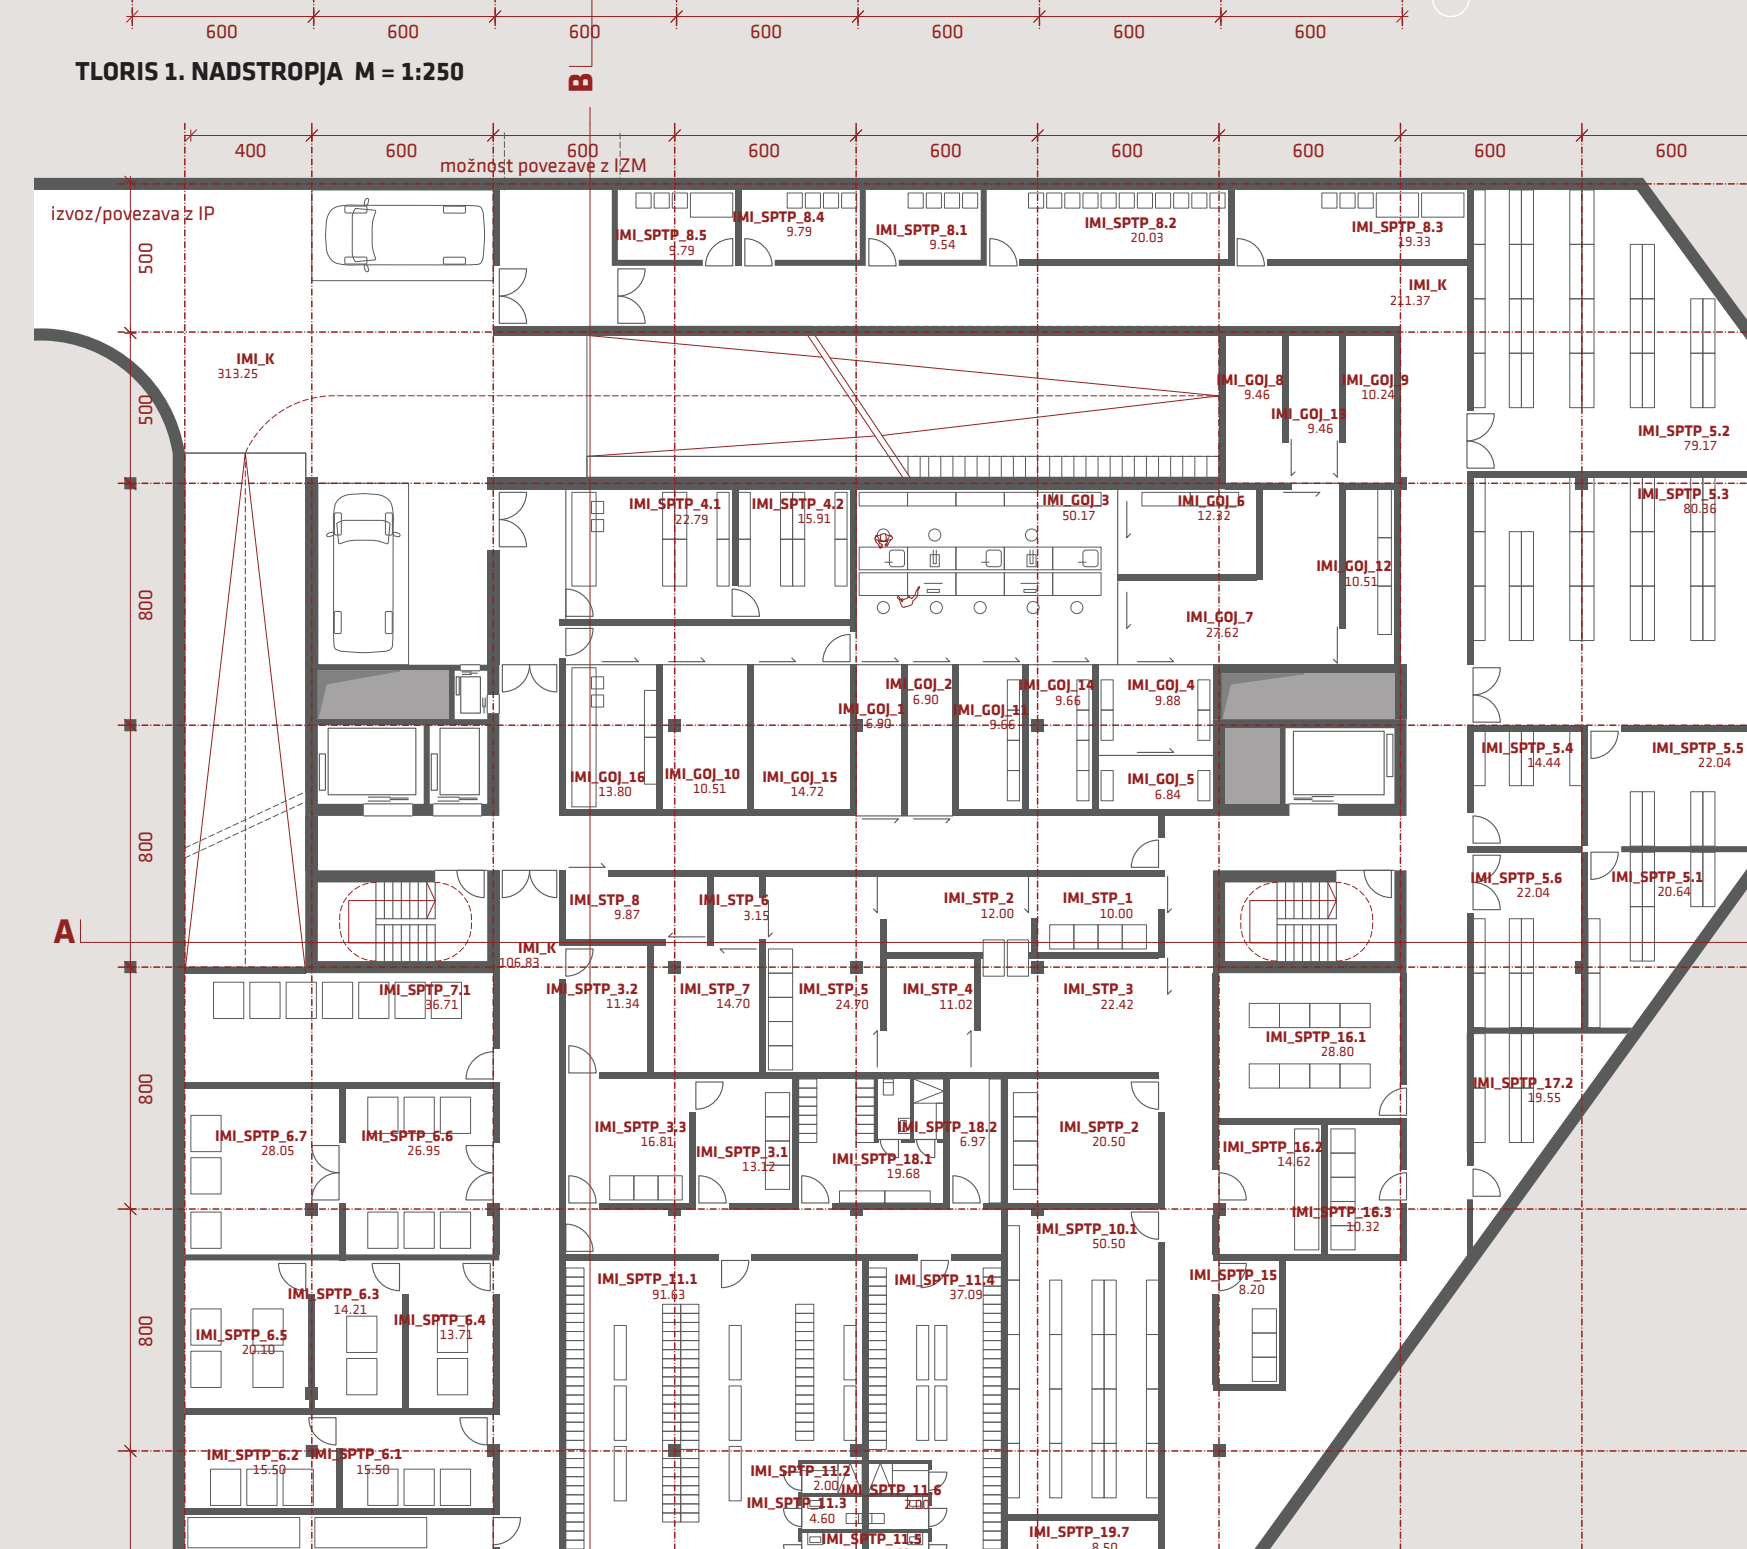 600 600 600 600 600 600 600
TLORIS 1. NADSTROPJA M = 1:250
B
400 600 600 600 600 600 600 600 600
možnost povezave z IZM
izvoz/povezava z IP
500
IMI_SPTP_8.5
9.79
IMI_SPTP_8.4
9.79
IMI_SPTP_8.1
9.54
IMI_SPTP_8.2
20.03
IMI_SPTP_8.3
19.33
IMI_K
211.37
500
IMI_K
313.25
IMI_GOJ_8
9.46
IMI_GOJ_13
9.46
IMI_GOJ_9
10.24
IMI_SPTP_5.2
79.17
800
IMI_SPTP_4.1
22.79
IMI_SPTP_4.2
15.91
IMI_GOJ_3
50.17
IMI_GOJ_6
12.32
IMI_SPTP_5.3
80.36
IMI_GOJ_12
10.51
IMI_GOJ_7
27.62
IMI_GOJ_1
6.90
IMI_GOJ_2
6.90
IMI_GOJ_11
9.66
IMI_GOJ_14
9.66
IMI_GOJ_4
9.88
IMI_GOJ_16
13.80
IMI_GOJ_10
10.51
IMI_GOJ_15
14.72
IMI_GOJ_5
6.84
IMI_SPTP_5.4
14.44
IMI_SPTP_5.5
22.04
800
IMI_SPTP_5.6
22.04
IMI_SPTP_5.1
20.64
IMI_STP_8
9.87
IMI_STP_6
3.15
IMI_STP_2
12.00
IMI_STP_1
10.00
A
IMI_K
106.83
IMI_SPTP_7.1
36.71
IMI_SPTP_3.2
11.34
IMI_STP_7
14.70
IMI_STP_5
24.70
IMI_STP_4
11.02
IMI_STP_3
22.42
IMI_SPTP_16.1
28.80
800
IMI_SPTP_17.2
19.55
IMI_SPTP_6.7
28.05
IMI_SPTP_6.6
26.95
IMI_SPTP_3.3
16.81
IMI_SPTP_3.1
13.12
IMI_SPTP_18.1
19.68
IMI_SPTP_18.2
6.97
IMI_SPTP_2
20.50
IMI_SPTP_16.2
14.62
IMI_SPTP_16.3
10.32
IMI_SPTP_10.1
50.50
800
IMI_SPTP_6.5
20.10
IMI_SPTP_6.3
14.21
IMI_SPTP_6.4
13.71
IMI_SPTP_11.1
91.63
IMI_SPTP_11.4
37.09
IMI_SPTP_15
8.20
IMI_SPTP_6.2
15.50
IMI_SPTP_6.1
15.50
IMI_SPTP_11.2
2.00
IMI_SPTP_11.6
2.00
IMI_SPTP_11.3
4.60
IMI_SPTP_11.5
IMI_SPTP_19.7
8.50